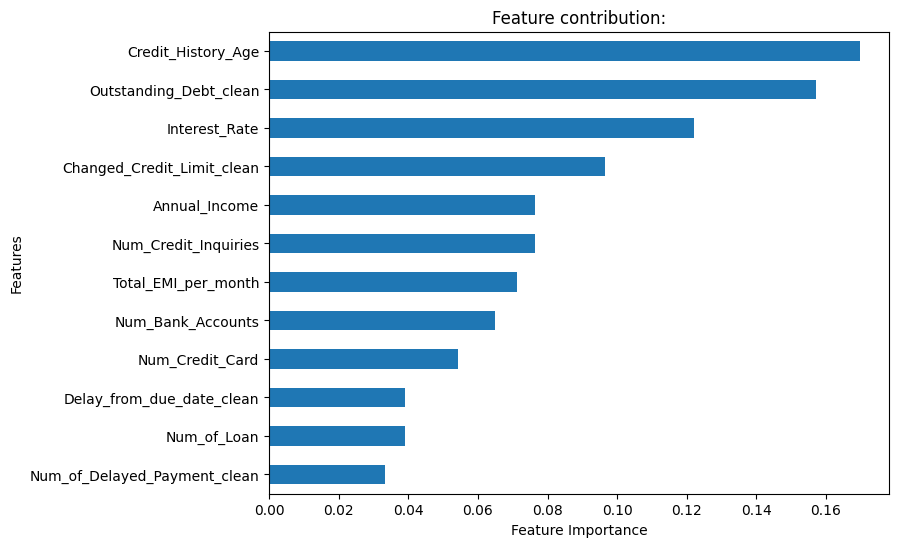 Feature contribution:
Credit_History_Age
Outstanding_Debt_clean
Interest_Rate
Changed_Credit_Limit_clean
Annual_Income
Num_Credit_Inquiries
Total_EMI_per_month
Num_Bank_Accounts
Num_Credit_Card
Delay_from_due_date_clean
Num_of_Loan
Num_of_Delayed_Payment_clean
Features
0.00 0.02 0.04 0.06 0.08 0.10 0.12 0.14 0.16
Feature Importance